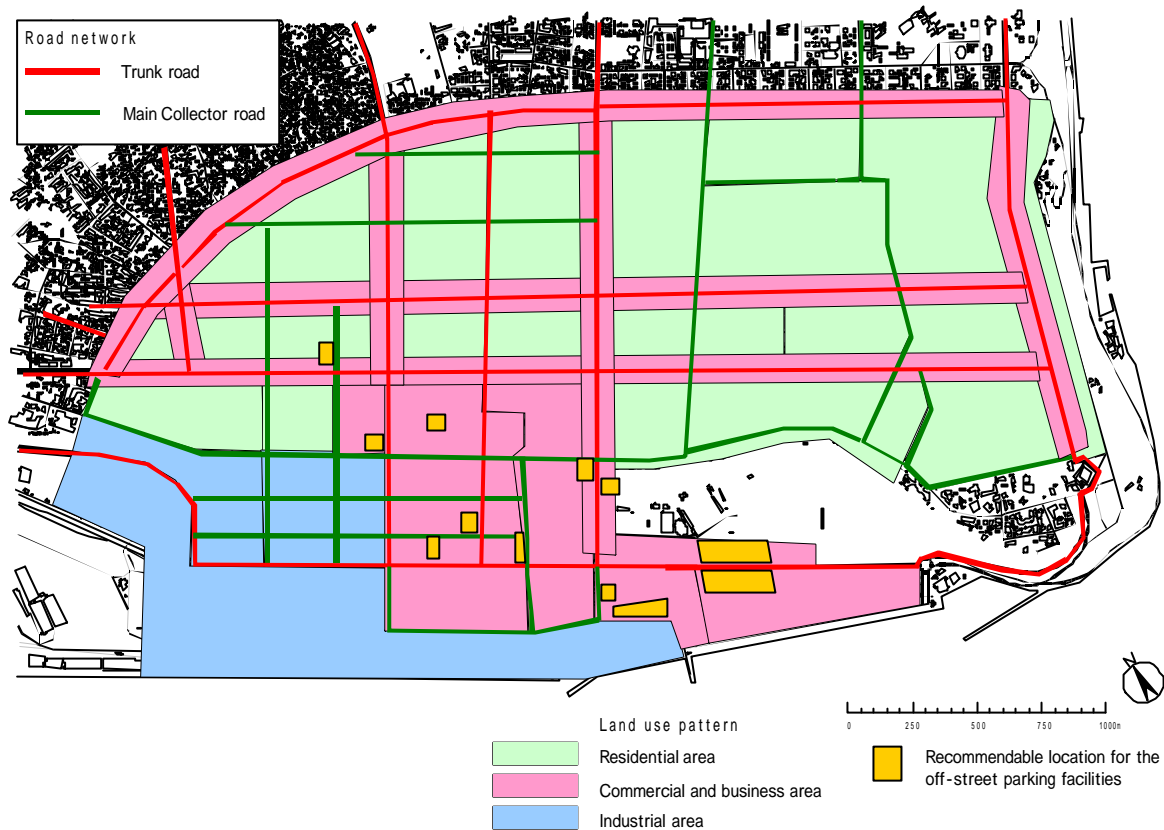 Road network
Trunk road
Main Collector road
0 250 500 750 1000m
Land use pattern
Residential area
Commercial and business area
Industrial area
Recommendable location for the
off-street parking facilities
N